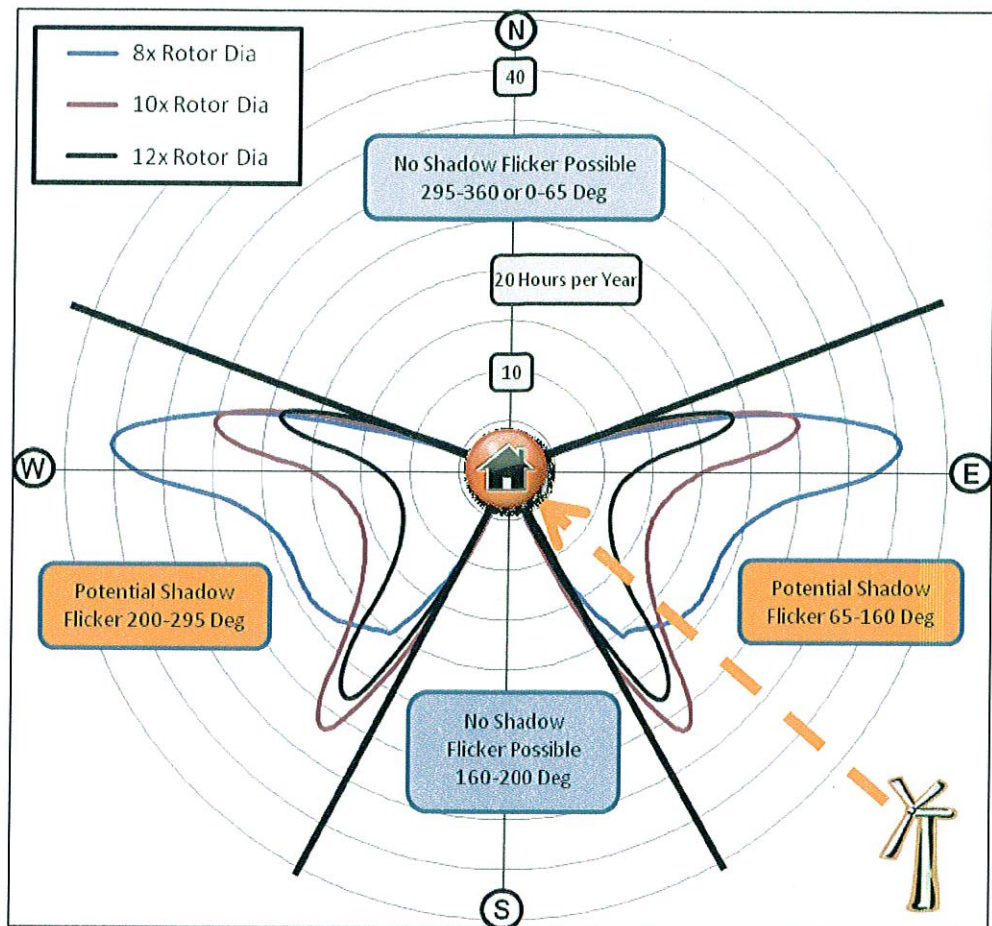 N
8x Rotor Dia
10x Rotor Dia
12x Rotor Dia
40
No Shadow Flicker Possible
295-360 or 0-65 Deg
20 Hours per Year
10
W
E
Potential Shadow
Flicker 200-295 Deg
Potential Shadow
Flicker 65-160 Deg
No Shadow
Flicker Possible
160-200 Deg
S